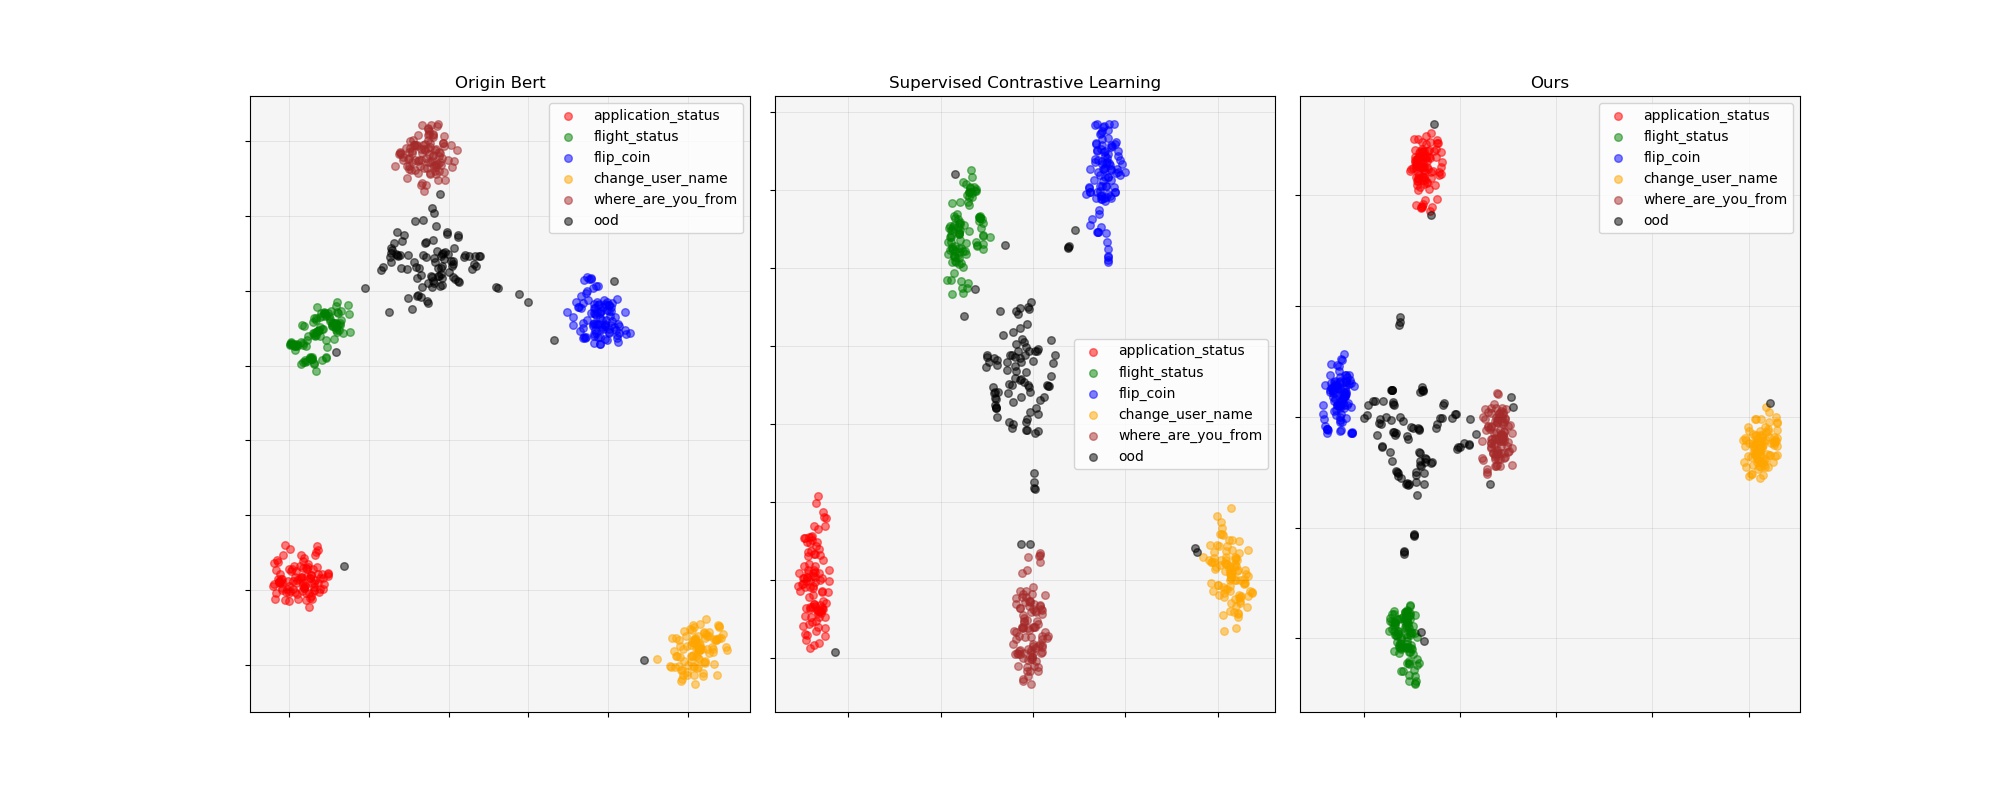 Origin Bert
application_status
flight_status
flip_coin
change_user_name
where_are_you_from
ood
Supervised Contrastive Learning
application_status
flight_status
flip_coin
change_user_name
where_are_you_from
ood
Ours
application_status
flight_status
flip_coin
change_user_name
where_are_you_from
ood